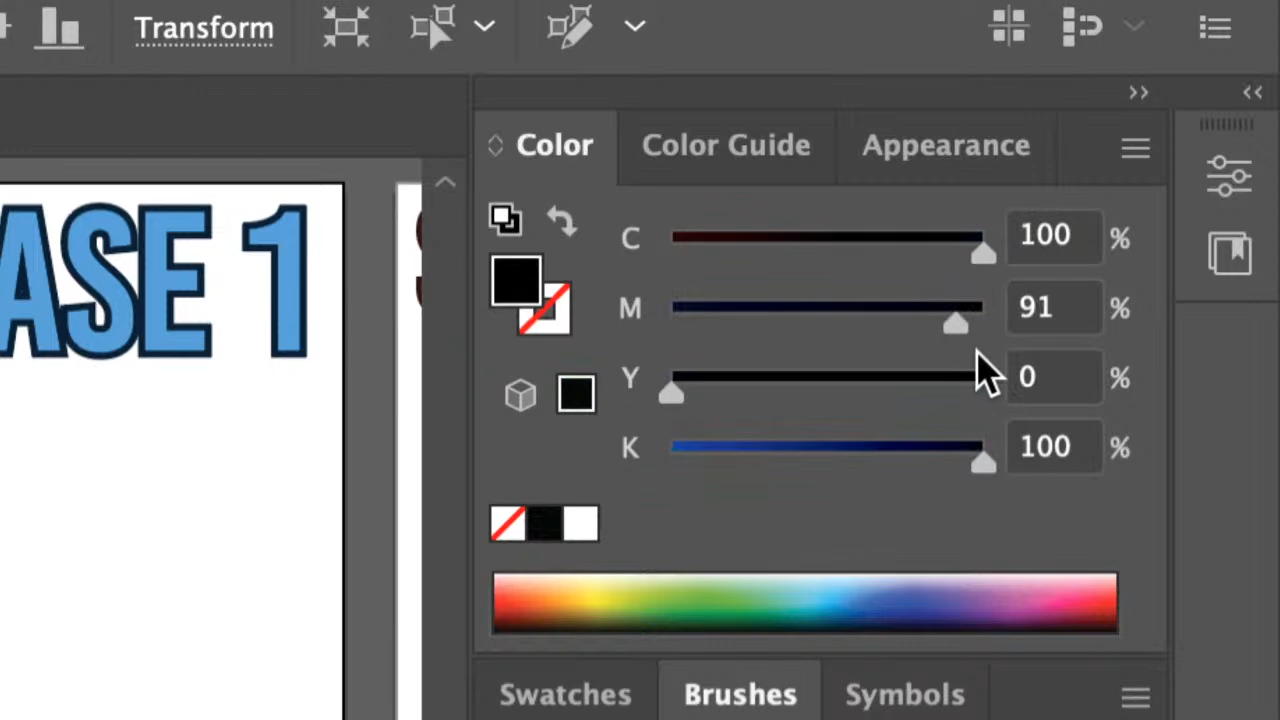 Transform
Color Color Guide Appearance
ASE 1
C 100 %
M 91 %
Y 0 %
K 100 %
Swatches Brushes Symbols